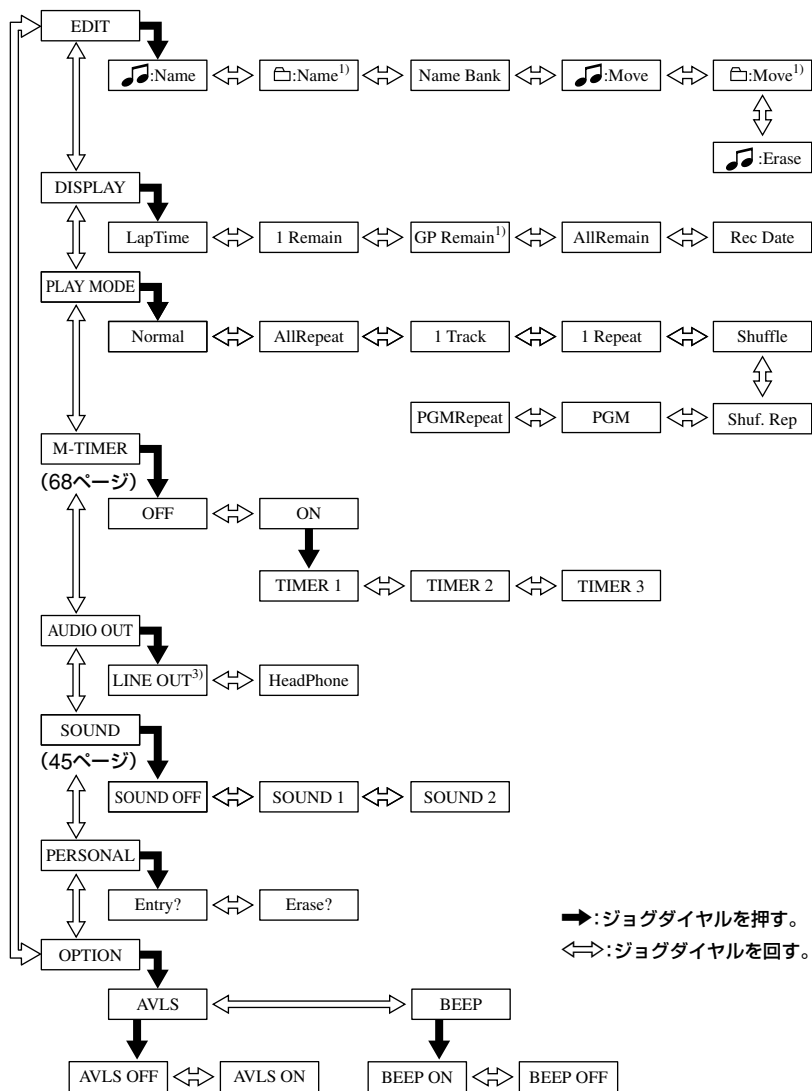 EDIT
♫:Name
🗀:Name1)
Name Bank
♫:Move
🗀:Move1)
♫:Erase
DISPLAY
LapTime
1 Remain
GP Remain1)
AllRemain
Rec Date
PLAY MODE
Normal
AllRepeat
1 Track
1 Repeat
Shuffle
PGMRepeat
PGM
Shuf. Rep
M-TIMER
(68ページ)
OFF
ON
TIMER 1
TIMER 2
TIMER 3
AUDIO OUT
LINE OUT3)
HeadPhone
SOUND
(45ページ)
SOUND OFF
SOUND 1
SOUND 2
PERSONAL
Entry?
Erase?
➡:ジョグダイヤルを押す。
⇔:ジョグダイヤルを回す。
OPTION
AVLS
BEEP
AVLS OFF
AVLS ON
BEEP ON
BEEP OFF